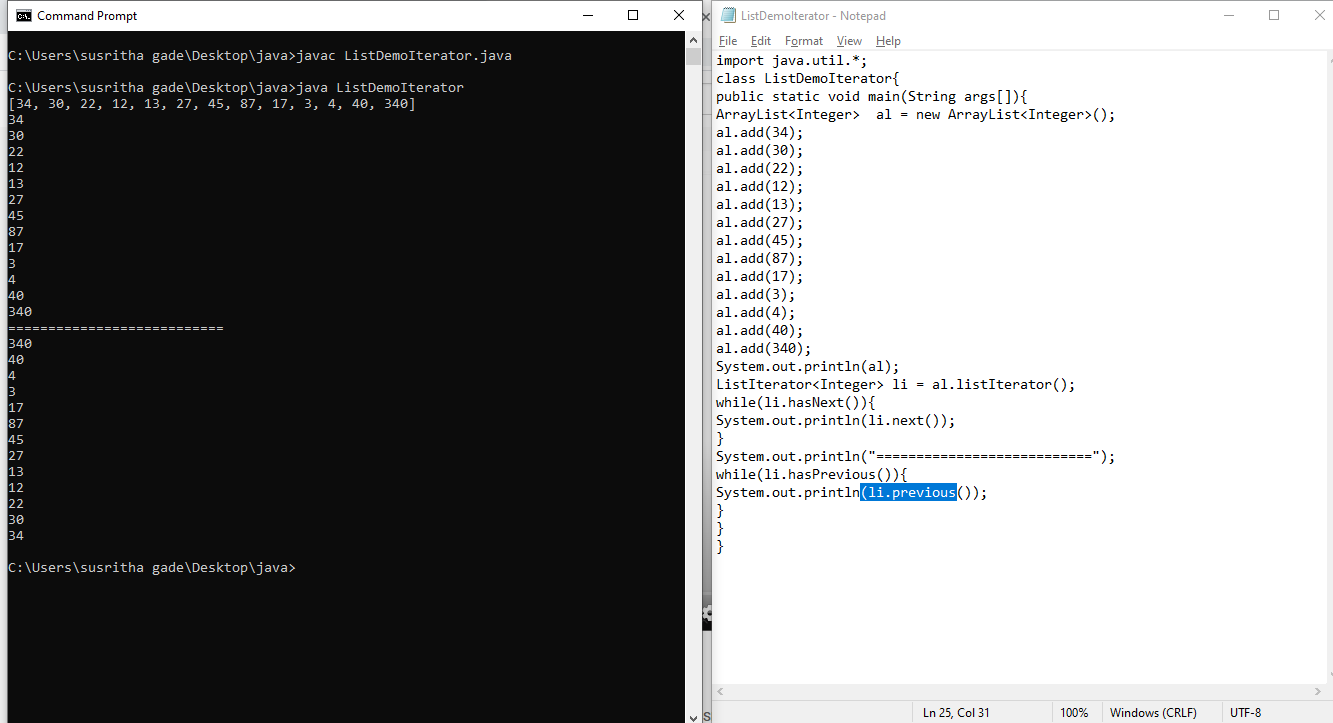 Command Prompt
C:\Users\susritha gade\Desktop\java>javac ListDemoIterator.java
C:\Users\susritha gade\Desktop\java>java ListDemoIterator
[34, 30, 22, 12, 13, 27, 45, 87, 17, 3, 4, 40, 340]
34
30
22
12
13
27
45
87
17
3
4
40
340
===========================
340
40
4
3
17
87
45
27
13
12
22
30
34
C:\Users\susritha gade\Desktop\java>
ListDemoIterator - Notepad
File Edit Format View Help
import java.util.*;
class ListDemoIterator{
public static void main(String args[]){
ArrayList<Integer>  al = new ArrayList<Integer>();
al.add(34);
al.add(30);
al.add(22);
al.add(12);
al.add(13);
al.add(27);
al.add(45);
al.add(87);
al.add(17);
al.add(3);
al.add(4);
al.add(40);
al.add(340);
System.out.println(al);
ListIterator<Integer> li = al.listIterator();
while(li.hasNext()){
System.out.println(li.next());
}
System.out.println("===========================");
while(li.hasPrevious()){
System.out.println(li.previous());
}
}
}
Ln 25, Col 31 100% Windows (CRLF) UTF-8